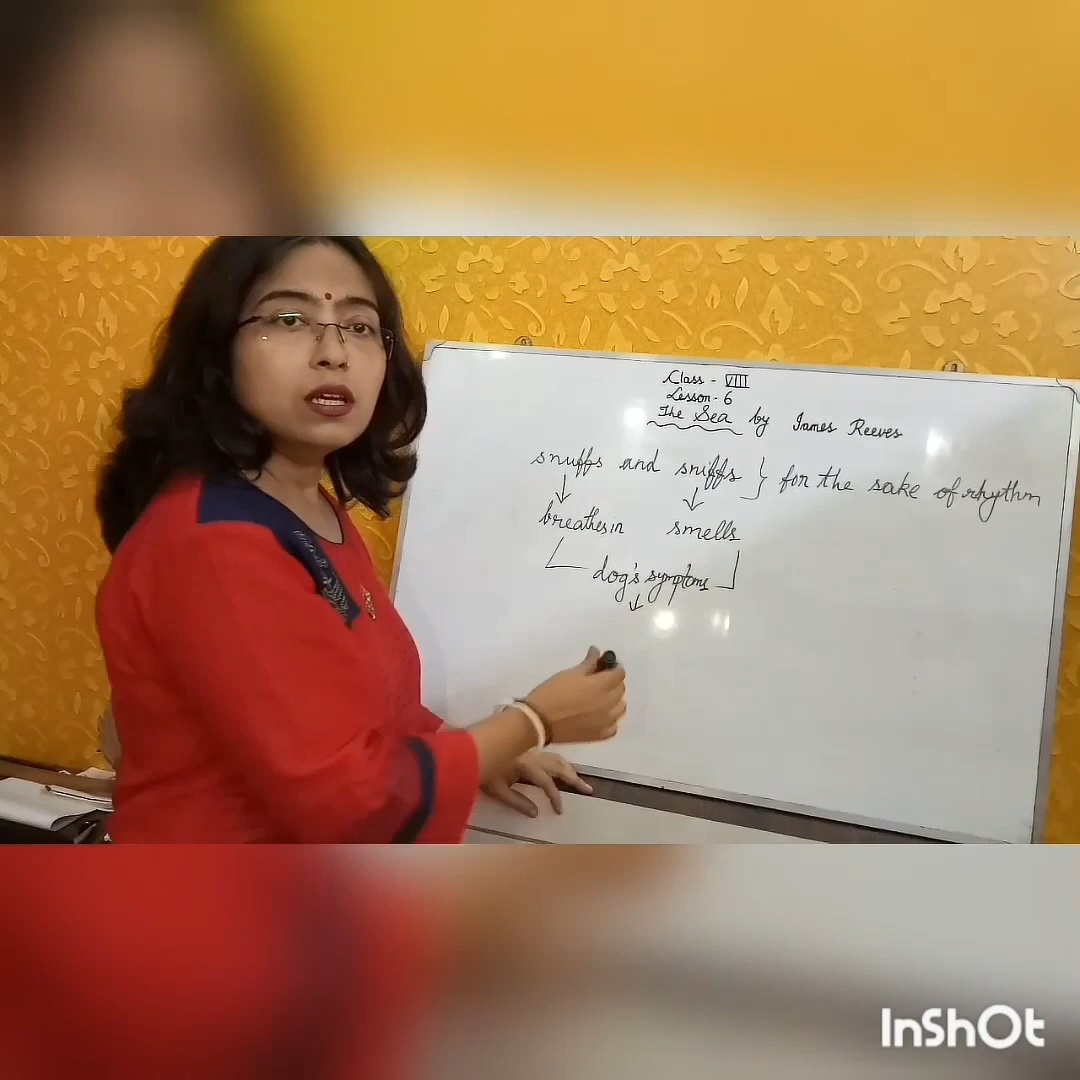 Class - VIII
Lesson - 6
The Sea by James Reeves
snuffs and sniffs } for the sake of rhythm
breathes in smells
dog's symptoms
InShOt